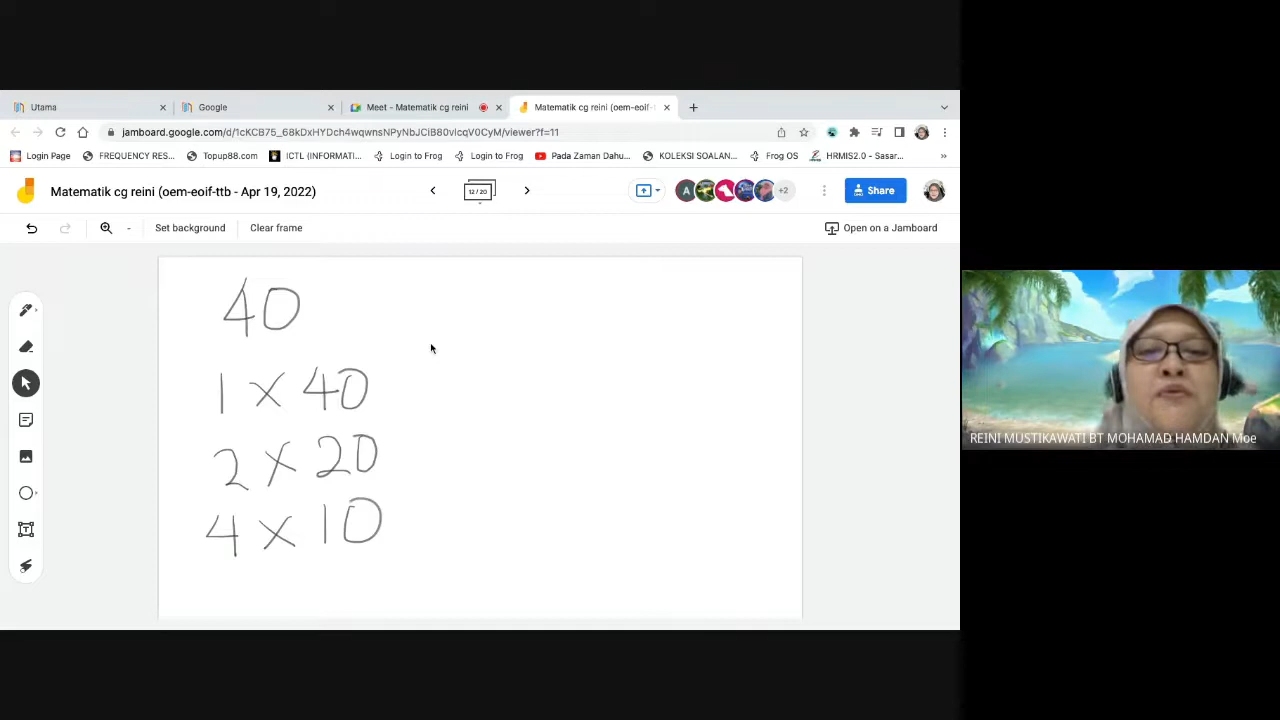 Utama
Google
Meet - Matematik cg reini
Matematik cg reini (oem-eoif-t
jamboard.google.com/d/1cKCB75_68kDxHYDch4wqwnsNPyNbJCiB80vIcqV0CyM/viewer?f=11
Login Page
FREQUENCY RES...
Topup88.com
ICTL (INFORMATI...
Login to Frog
Login to Frog
Pada Zaman Dahu...
KOLEKSI SOALAN...
Frog OS
HRMIS2.0 - Sasar...
»
Matematik cg reini (oem-eoif-ttb - Apr 19, 2022)
12 / 20
A
+2
Share
Set background
Clear frame
Open on a Jamboard
40
1 x 40
2 x 20
4 x 10
REINI MUSTIKAWATI BT MOHAMAD HAMDAN Moe